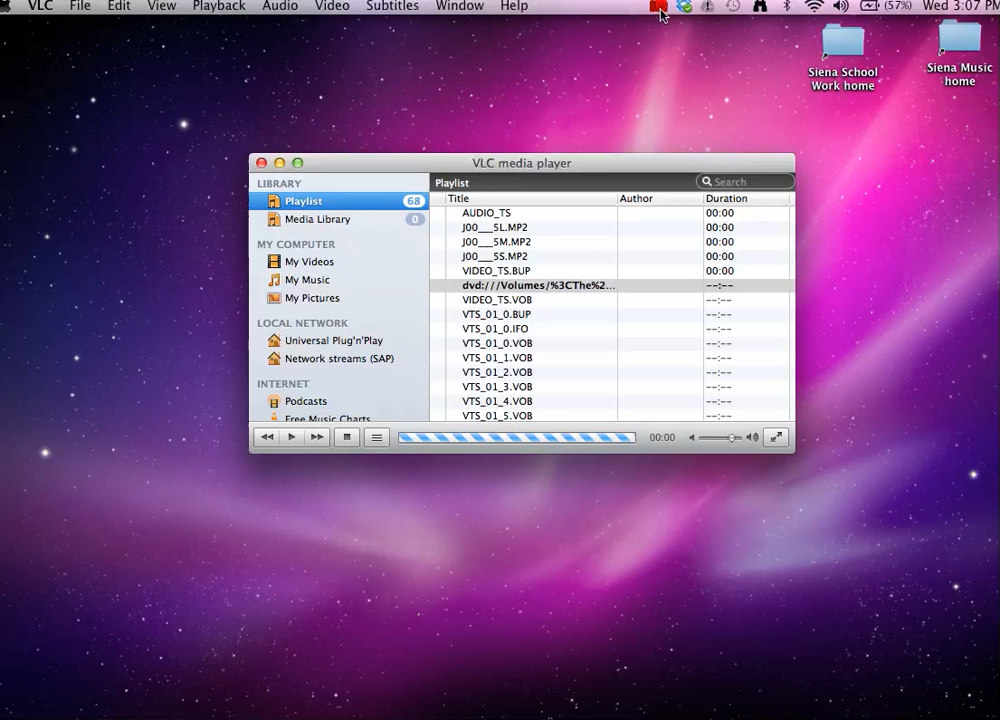 VLC File Edit View Playback Audio Video Subtitles Window Help (57%) Wed 3:07 PM
Siena School
Work home
Siena Music
home
VLC media player
LIBRARY
Playlist 68
Media Library 0
MY COMPUTER
My Videos
My Music
My Pictures
LOCAL NETWORK
Universal Plug'n'Play
Network streams (SAP)
INTERNET
Podcasts
Free Music Charts
Playlist Search
Title Author Duration
AUDIO_TS 00:00
J00___5L.MP2 00:00
J00___5M.MP2 00:00
J00___5S.MP2 00:00
VIDEO_TS.BUP 00:00
dvd:///Volumes/%3CThe%2... --:--
VIDEO_TS.VOB --:--
VTS_01_0.BUP --:--
VTS_01_0.IFO --:--
VTS_01_0.VOB --:--
VTS_01_1.VOB --:--
VTS_01_2.VOB --:--
VTS_01_3.VOB --:--
VTS_01_4.VOB --:--
VTS_01_5.VOB --:--
00:00